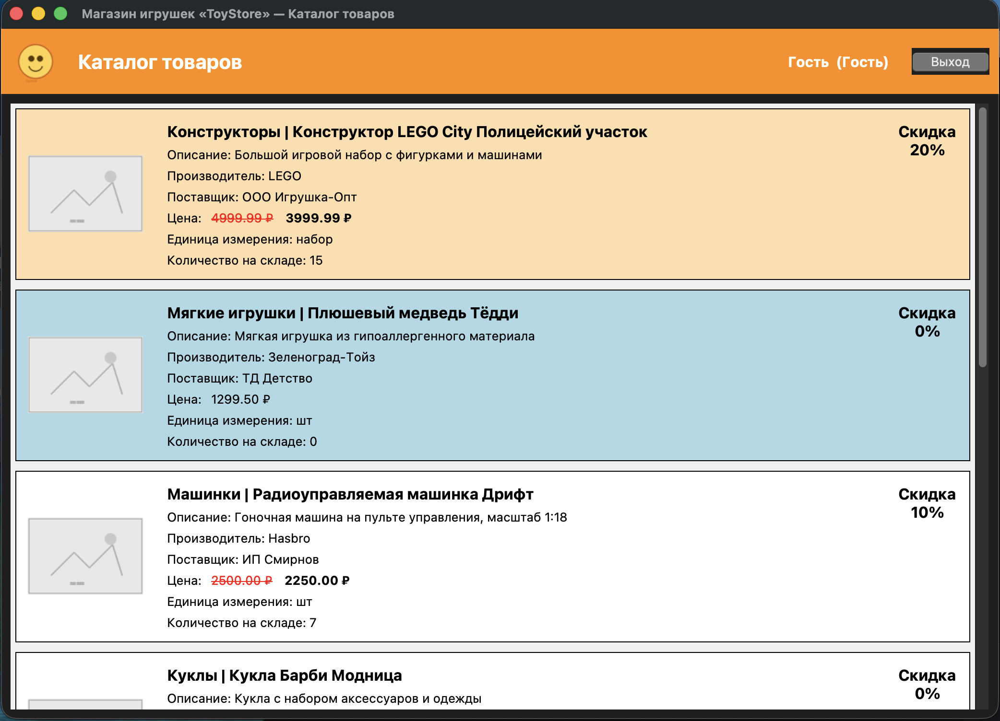 Магазин игрушек «ToyStore» — Каталог товаров
Каталог товаров
Гость (Гость)
Выход
Конструкторы | Конструктор LEGO City Полицейский участок
Скидка
20%
Описание: Большой игровой набор с фигурками и машинами
Производитель: LEGO
Поставщик: ООО Игрушка-Опт
Цена: 4999.99 ₽ 3999.99 ₽
Единица измерения: набор
Количество на складе: 15
Мягкие игрушки | Плюшевый медведь Тёдди
Скидка
0%
Описание: Мягкая игрушка из гипоаллергенного материала
Производитель: Зеленоград-Тойз
Поставщик: ТД Детство
Цена: 1299.50 ₽
Единица измерения: шт
Количество на складе: 0
Машинки | Радиоуправляемая машинка Дрифт
Скидка
10%
Описание: Гоночная машина на пульте управления, масштаб 1:18
Производитель: Hasbro
Поставщик: ИП Смирнов
Цена: 2500.00 ₽ 2250.00 ₽
Единица измерения: шт
Количество на складе: 7
Куклы | Кукла Барби Модница
Скидка
0%
Описание: Кукла с набором аксессуаров и одежды